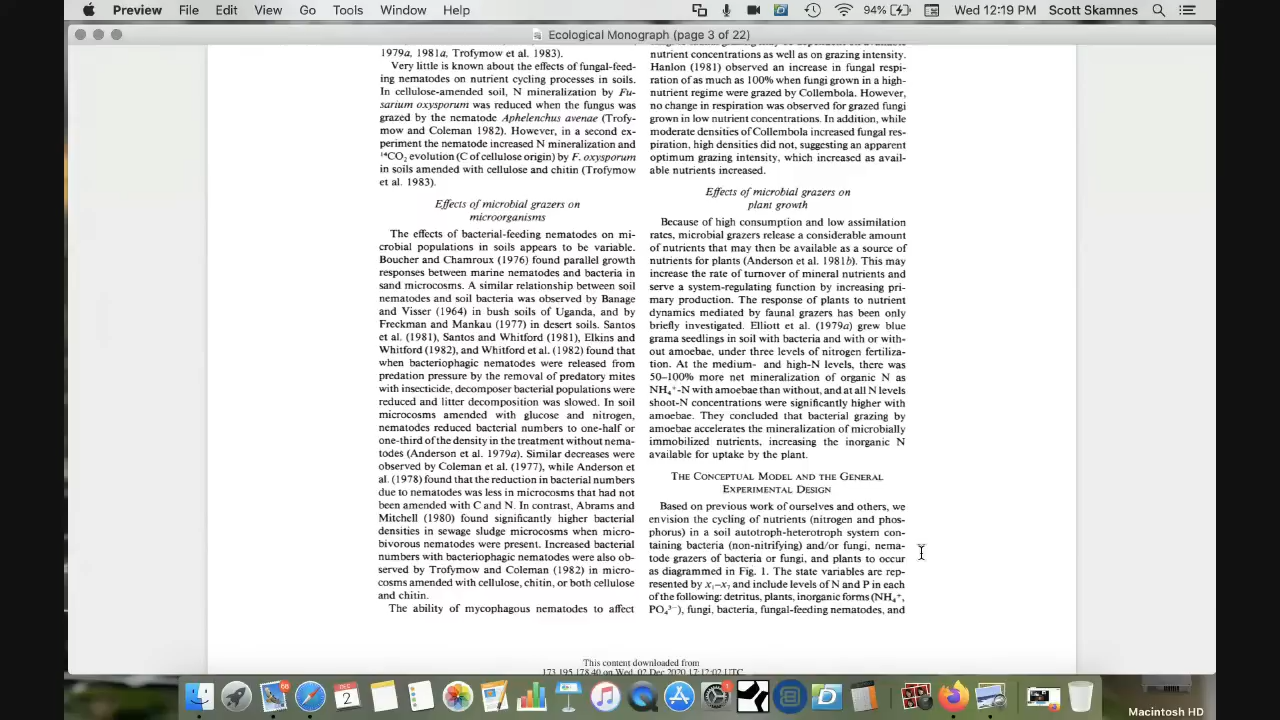 Preview File Edit View Go Tools Window Help 94% Wed 12:19 PM Scott Skamnes
Ecological Monograph (page 3 of 22)
1979a, 1981a, Trofymow et al. 1983).
Very little is known about the effects of fungal-feed-
ing nematodes on nutrient cycling processes in soils.
In cellulose-amended soil, N mineralization by Fu-
sarium oxysporum was reduced when the fungus was
grazed by the nematode Aphelenchus avenae (Trofy-
mow and Coleman 1982). However, in a second ex-
periment the nematode increased N mineralization and
¹⁴CO₂ evolution (C of cellulose origin) by F. oxysporum
in soils amended with cellulose and chitin (Trofymow
et al. 1983).
Effects of microbial grazers on
microorganisms
The effects of bacterial-feeding nematodes on mi-
crobial populations in soils appears to be variable.
Boucher and Chamroux (1976) found parallel growth
responses between marine nematodes and bacteria in
sand microcosms. A similar relationship between soil
nematodes and soil bacteria was observed by Banage
and Visser (1964) in bush soils of Uganda, and by
Freckman and Mankau (1977) in desert soils. Santos
et al. (1981), Santos and Whitford (1981), Elkins and
Whitford (1982), and Whitford et al. (1982) found that
when bacteriophagic nematodes were released from
predation pressure by the removal of predatory mites
with insecticide, decomposer bacterial populations were
reduced and litter decomposition was slowed. In soil
microcosms amended with glucose and nitrogen,
nematodes reduced bacterial numbers to one-half or
one-third of the density in the treatment without nema-
todes (Anderson et al. 1979a). Similar decreases were
observed by Coleman et al. (1977), while Anderson et
al. (1978) found that the reduction in bacterial numbers
due to nematodes was less in microcosms that had not
been amended with C and N. In contrast, Abrams and
Mitchell (1980) found significantly higher bacterial
densities in sewage sludge microcosms when micro-
bivorous nematodes were present. Increased bacterial
numbers with bacteriophagic nematodes were also ob-
served by Trofymow and Coleman (1982) in micro-
cosms amended with cellulose, chitin, or both cellulose
and chitin.
The ability of mycophagous nematodes to affect
nutrient concentrations as well as on grazing intensity.
Hanlon (1981) observed an increase in fungal respi-
ration of as much as 100% when fungi grown in a high-
nutrient regime were grazed by Collembola. However,
no change in respiration was observed for grazed fungi
grown in low nutrient concentrations. In addition, while
moderate densities of Collembola increased fungal res-
piration, high densities did not, suggesting an apparent
optimum grazing intensity, which increased as avail-
able nutrients increased.
Effects of microbial grazers on
plant growth
Because of high consumption and low assimilation
rates, microbial grazers release a considerable amount
of nutrients that may then be available as a source of
nutrients for plants (Anderson et al. 1981b). This may
increase the rate of turnover of mineral nutrients and
serve a system-regulating function by increasing pri-
mary production. The response of plants to nutrient
dynamics mediated by faunal grazers has been only
briefly investigated. Elliott et al. (1979a) grew blue
grama seedlings in soil with bacteria and with or with-
out amoebae, under three levels of nitrogen fertiliza-
tion. At the medium- and high-N levels, there was
50–100% more net mineralization of organic N as
NH₄⁺-N with amoebae than without, and at all N levels
shoot-N concentrations were significantly higher with
amoebae. They concluded that bacterial grazing by
amoebae accelerates the mineralization of microbially
immobilized nutrients, increasing the inorganic N
available for uptake by the plant.
THE CONCEPTUAL MODEL AND THE GENERAL
EXPERIMENTAL DESIGN
Based on previous work of ourselves and others, we
envision the cycling of nutrients (nitrogen and phos-
phorus) in a soil autotroph-heterotroph system con-
taining bacteria (non-nitrifying) and/or fungi, nema-
tode grazers of bacteria or fungi, and plants to occur
as diagrammed in Fig. 1. The state variables are rep-
resented by x₁–x₇ and include levels of N and P in each
of the following: detritus, plants, inorganic forms (NH₄⁺,
PO₄³⁻), fungi, bacteria, fungal-feeding nematodes, and
This content downloaded from
173.195.178.40 on Wed, 02 Dec 2020 17:12:02 UTC
DEC
2
Macintosh HD